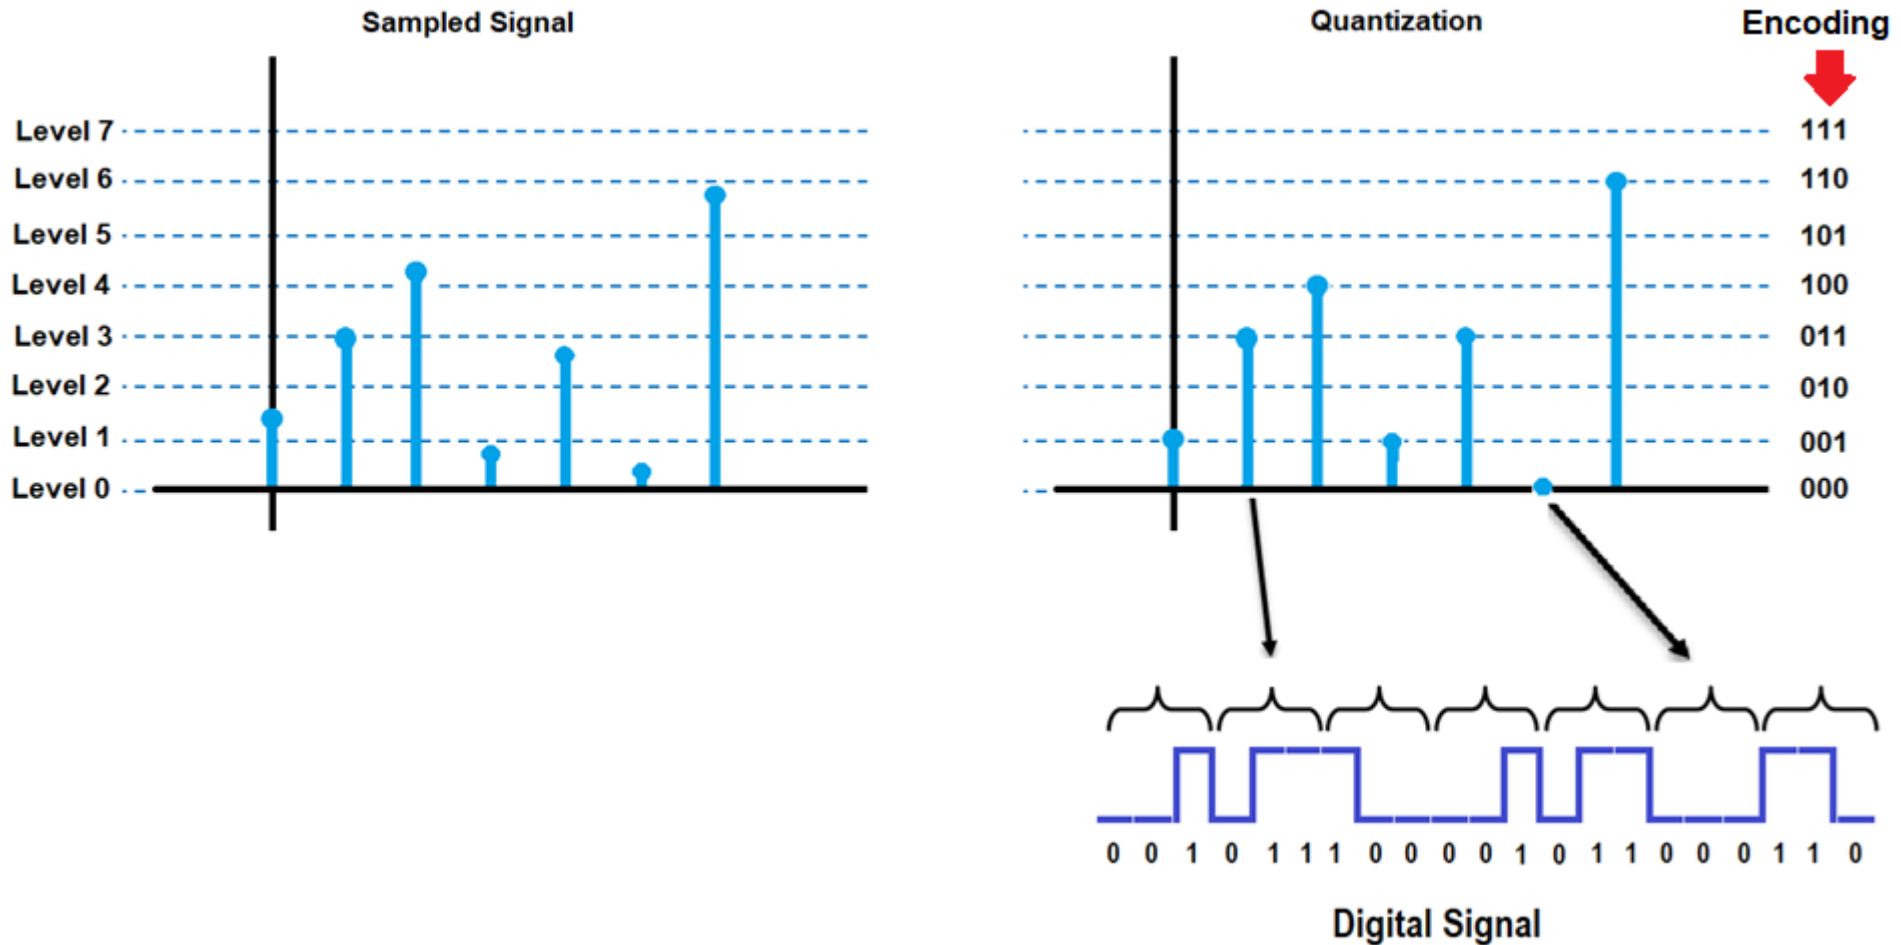 Sampled Signal
Quantization
Encoding
Level 7
Level 6
Level 5
Level 4
Level 3
Level 2
Level 1
Level 0
111
110
101
100
011
010
001
000
0 0 1 0 1 1 1 0 0 0 0 1 0 1 1 0 0 0 1 1 0
Digital Signal